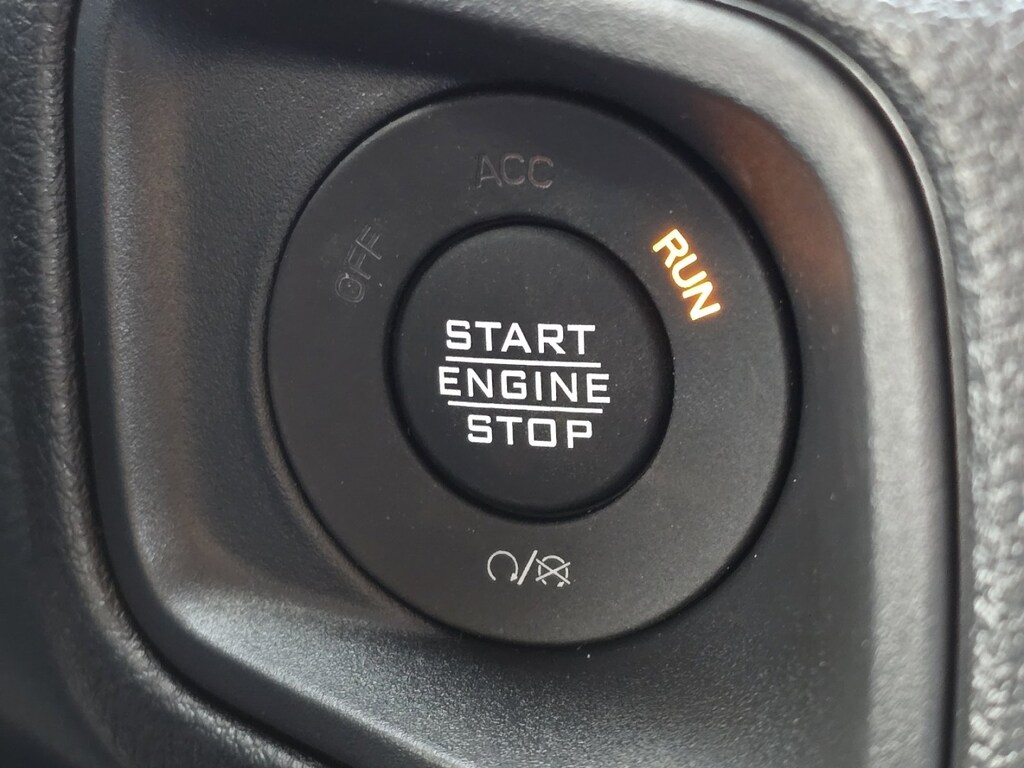 ACC
OFF
RUN
START
ENGINE
STOP